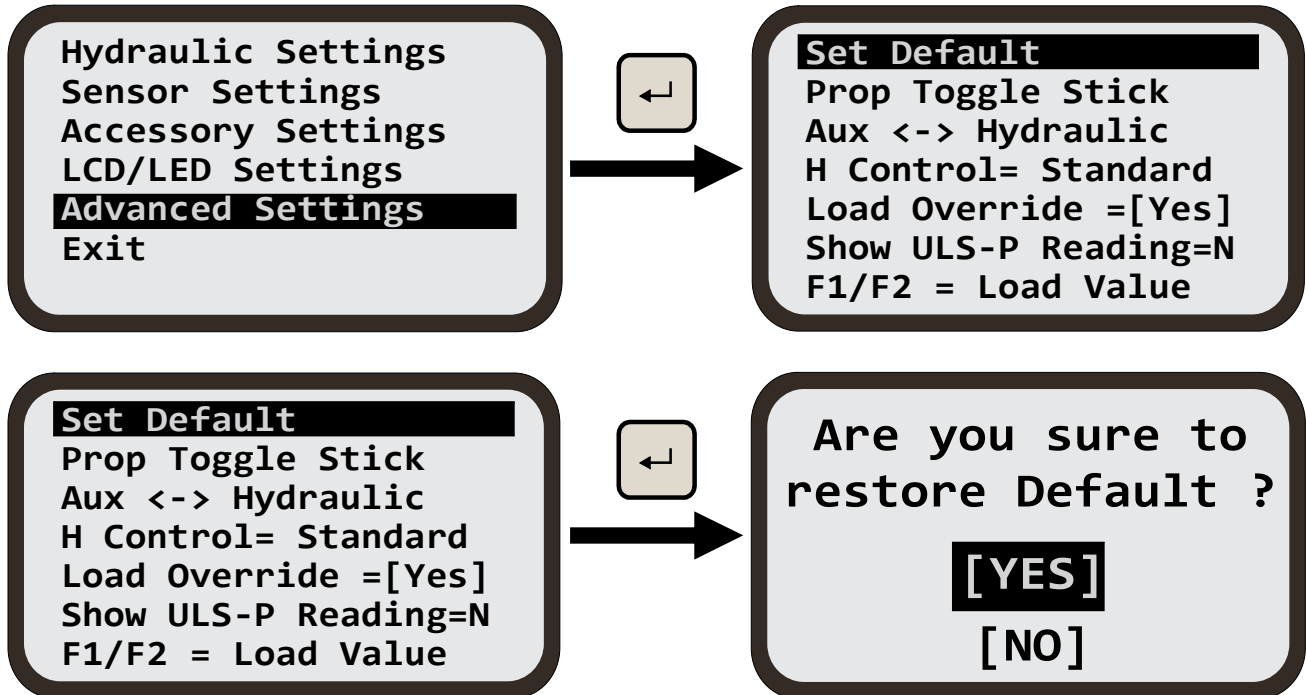 Hydraulic Settings
Sensor Settings
Accessory Settings
LCD/LED Settings
Advanced Settings
Exit
Set Default
Prop Toggle Stick
Aux <-> Hydraulic
H Control= Standard
Load Override =[Yes]
Show ULS-P Reading=N
F1/F2 = Load Value
Set Default
Prop Toggle Stick
Aux <-> Hydraulic
H Control= Standard
Load Override =[Yes]
Show ULS-P Reading=N
F1/F2 = Load Value
Are you sure to
restore Default ?
[YES]
[NO]